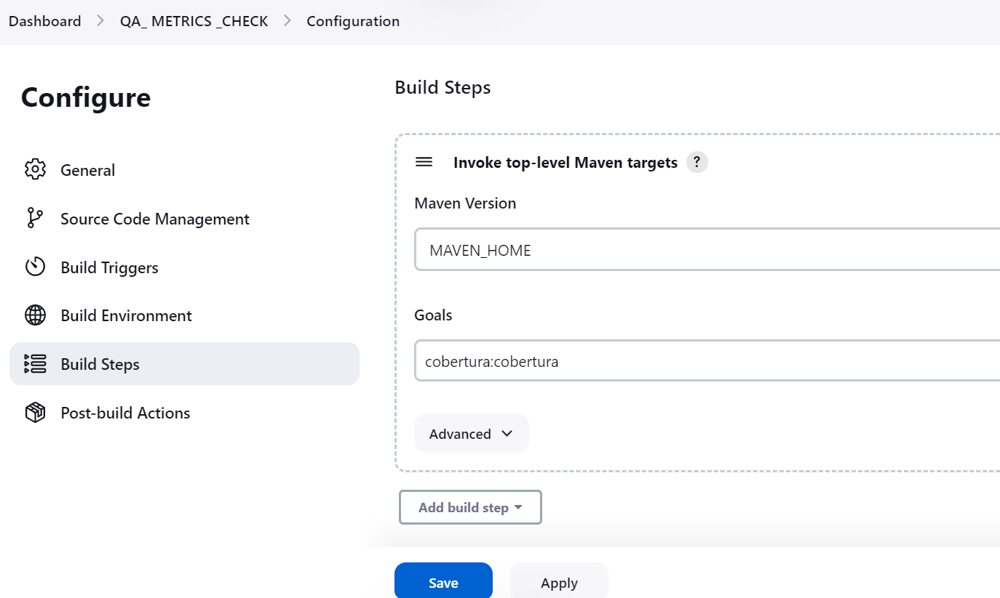 Dashboard > QA_ METRICS _CHECK > Configuration
Configure
General
Source Code Management
Build Triggers
Build Environment
Build Steps
Post-build Actions
Build Steps
Invoke top-level Maven targets ?
Maven Version
MAVEN_HOME
Goals
cobertura:cobertura
Advanced
Add build step
Save Apply